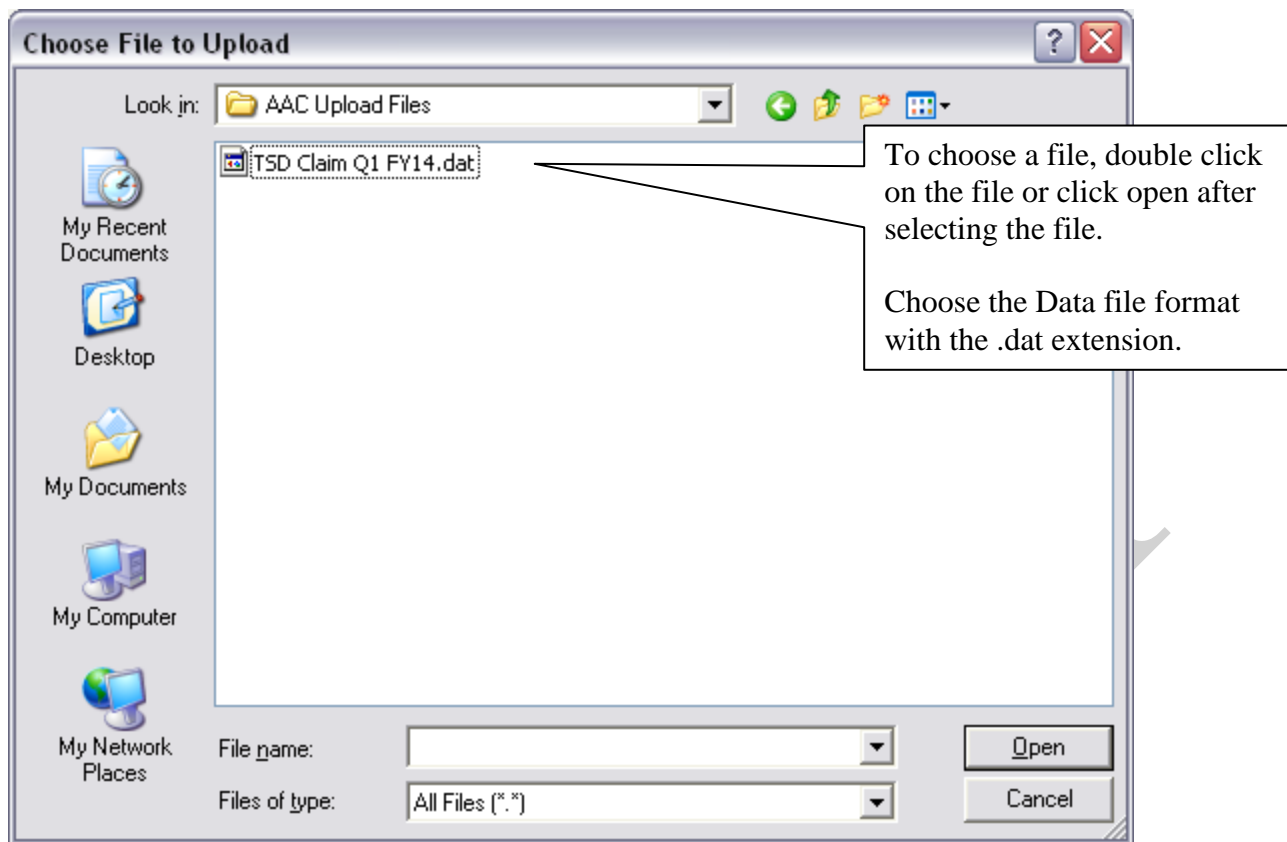 Choose File to Upload
Look in:
AAC Upload Files
TSD Claim Q1 FY14.dat
To choose a file, double click
on the file or click open after
selecting the file.
Choose the Data file format
with the .dat extension.
My Recent
Documents
Desktop
My Documents
My Computer
My Network
Places
File name:
Open
Files of type:
All Files (*.*)
Cancel